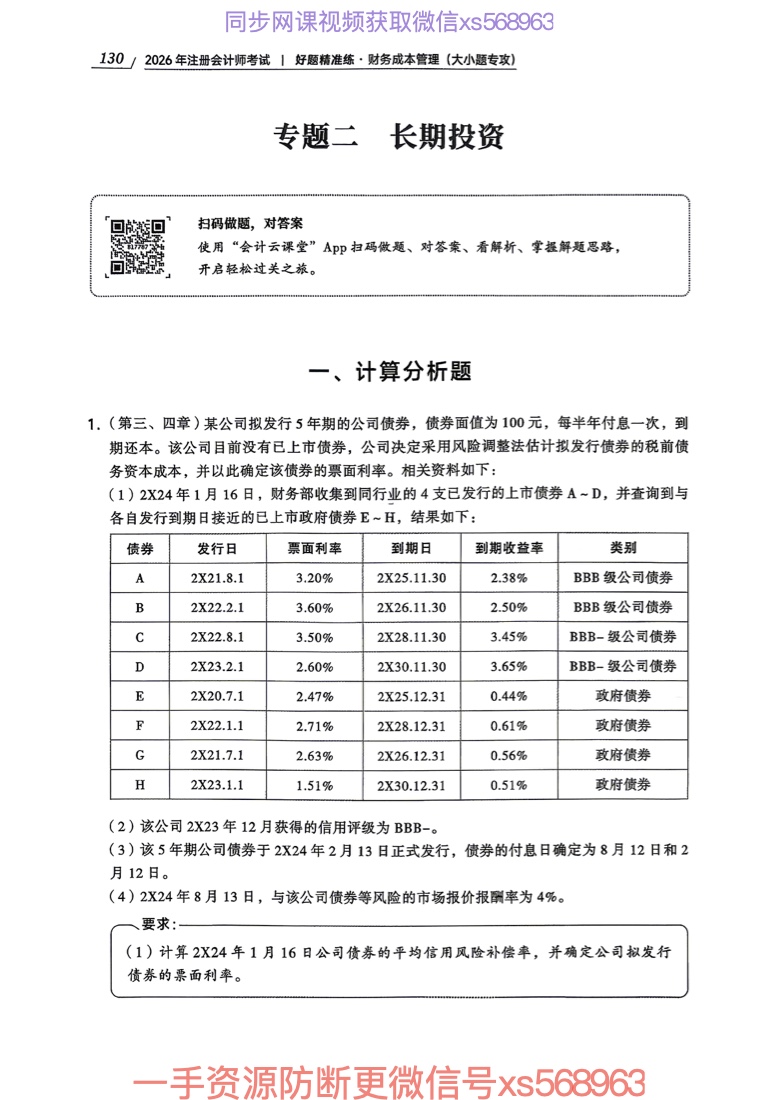 同步网课视频获取微信xs568963
130 / 2026年注册会计师考试 | 好题精准练·财务成本管理（大小题专攻）
专题二 长期投资
扫码做题，对答案
使用“会计云课堂”App扫码做题、对答案、看解析、掌握解题思路，
开启轻松过关之旅。
817787
一、计算分析题
1.（第三、四章）某公司拟发行5年期的公司债券，债券面值为100元，每半年付息一次，到
期还本。该公司目前没有已上市债券，公司决定采用风险调整法估计拟发行债券的税前债
务资本成本，并以此确定该债券的票面利率。相关资料如下：
（1）2X24年1月16日，财务部收集到同行业的4支已发行的上市债券A~D，并查询到与
各自发行到期日接近的已上市政府债券E~H，结果如下：
债券 发行日 票面利率 到期日 到期收益率 类别
A 2X21.8.1 3.20% 2X25.11.30 2.38% BBB级公司债券
B 2X22.2.1 3.60% 2X26.11.30 2.50% BBB级公司债券
C 2X22.8.1 3.50% 2X28.11.30 3.45% BBB-级公司债券
D 2X23.2.1 2.60% 2X30.11.30 3.65% BBB-级公司债券
E 2X20.7.1 2.47% 2X25.12.31 0.44% 政府债券
F 2X22.1.1 2.71% 2X28.12.31 0.61% 政府债券
G 2X21.7.1 2.63% 2X26.12.31 0.56% 政府债券
H 2X23.1.1 1.51% 2X30.12.31 0.51% 政府债券
（2）该公司2X23年12月获得的信用评级为BBB-。
（3）该5年期公司债券于2X24年2月13日正式发行，债券的付息日确定为8月12日和2
月12日。
（4）2X24年8月13日，与该公司债券等风险的市场报价报酬率为4%。
要求：
（1）计算2X24年1月16日公司债券的平均信用风险补偿率，并确定公司拟发行
债券的票面利率。
一手资源防断更微信号xs568963